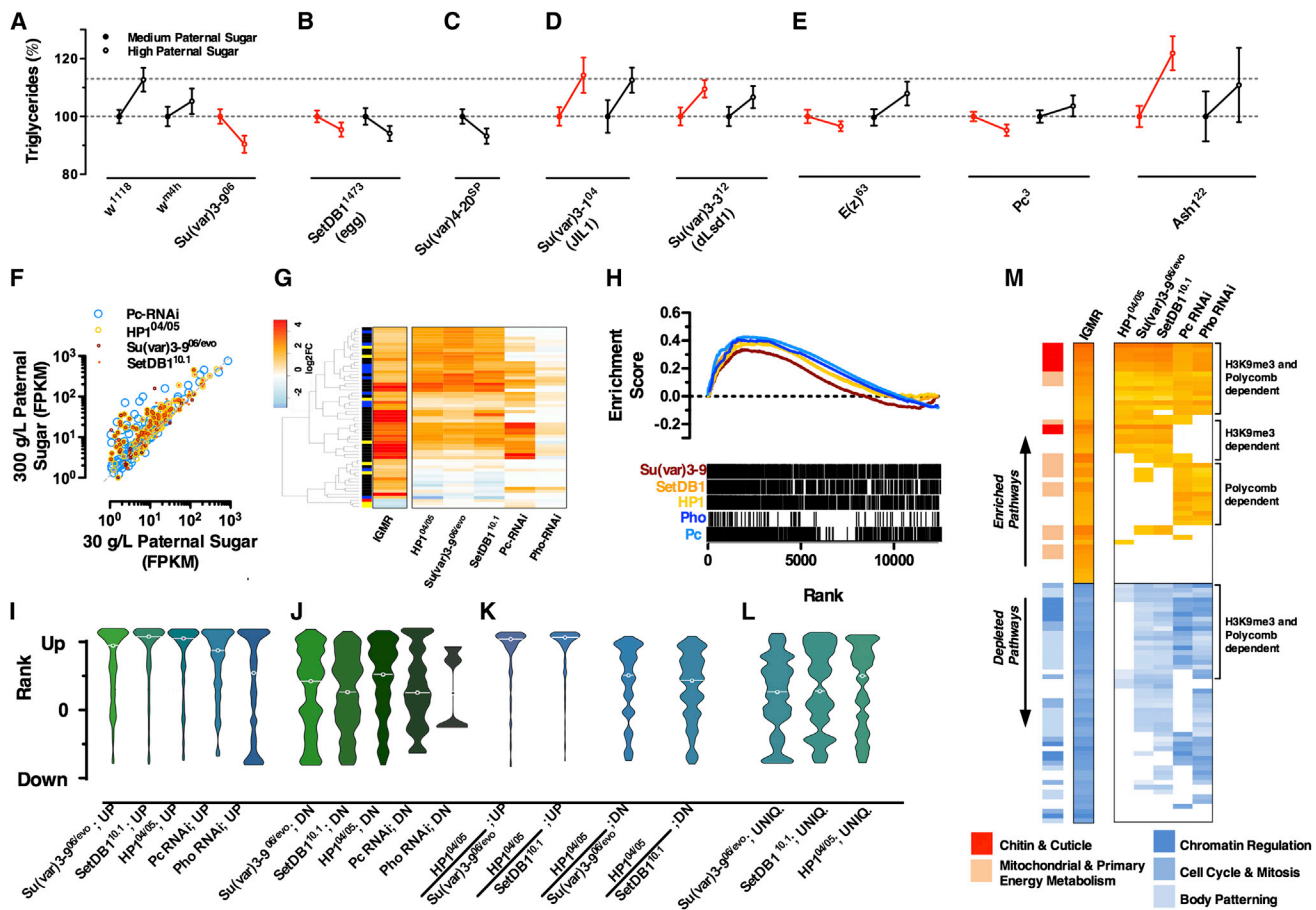 A
B
C
D
E
Medium Paternal Sugar
High Paternal Sugar
Triglycerides (%)
120
100
80
w1118
wm4h
Su(var)3-906
SetDB11473
(egg)
Su(var)4-20SP
Su(var)3-104
(JIL1)
Su(var)3-312
(dLsd1)
E(z)63
Pc3
Ash122
F
Pc-RNAi
HP104/05
Su(var)3-906/evo
SetDB110.1
300 g/L Paternal
Sugar (FPKM)
103
102
101
100
100 101 102 103
30 g/L Paternal Sugar
(FPKM)
G
4
2
0
-2
log2FC
IGMR
HP104/05
Su(var)3-906/evo
SetDB110.1
Pc-RNAi
Pho-RNAi
H
Enrichment
Score
0.6
0.4
0.2
0.0
-0.2
Su(var)3-9
SetDB1
HP1
Pho
Pc
0 5000 10000
Rank
I
J
K
L
Rank
Up
0
Down
Su(var)3-906/evo; UP
SetDB110.1; UP
HP104/05; UP
Pc RNAi; UP
Pho RNAi; UP
Su(var)3-906/evo; DN
SetDB110.1; DN
HP104/05; DN
Pc RNAi; DN
Pho RNAi; DN
HP104/05
Su(var)3-906/evo; UP
HP104/05
SetDB110.1; UP
HP104/05
Su(var)3-906/evo; DN
HP104/05
SetDB110.1; DN
Su(var)3-906/evo; UNIQ.
SetDB110.1; UNIQ.
HP104/05, UNIQ.
M
IGMR
HP104/05
Su(var)3-906/evo
SetDB110.1
Pc RNAi
Pho RNAi
H3K9me3 and
Polycomb
dependent
H3K9me3
dependent
Polycomb
dependent
H3K9me3 and
Polycomb
dependent
Enriched
Pathways
Depleted
Pathways
Chitin & Cuticle
Mitochondrial & Primary
Energy Metabolism
Chromatin Regulation
Cell Cycle & Mitosis
Body Patterning